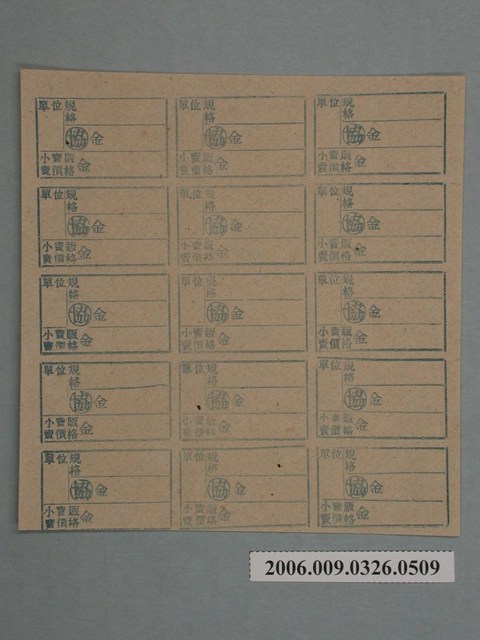 單位規
格
協金
小賣販
賣價格金
單位規
格
協金
小賣販
賣價格金
單位規
格
協金
小賣販
賣價格金
單位規
格
協金
小賣販
賣價格金
單位規
格
協金
小賣販
賣價格金
單位規
格
協金
小賣販
賣價格金
單位規
格
協金
小賣販
賣價格金
單位規
格
協金
小賣販
賣價格金
單位規
格
協金
小賣販
賣價格金
單位規
格
協金
小賣販
賣價格金
單位規
格
協金
小賣販
賣價格金
單位規
格
協金
小賣販
賣價格金
單位規
格
協金
小賣販
賣價格金
單位規
格
協金
小賣販
賣價格金
單位規
格
協金
小賣販
賣價格金
2006.009.0326.0509